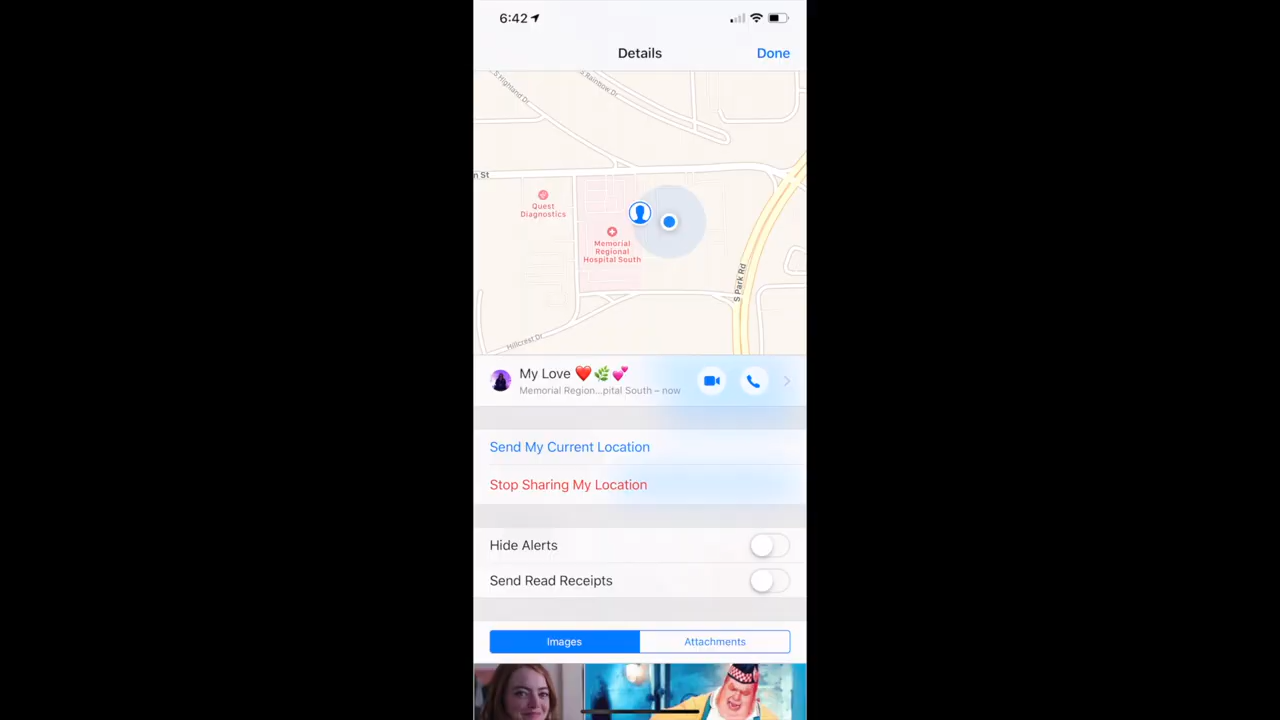 6:42
Details
Done
S Highland Dr
s Rainbow Dr
n St
Quest
Diagnostics
Memorial
Regional
Hospital South
S Park Rd
Hillcrest Dr
My Love ❤️🌿💕
Memorial Region...pital South – now
Send My Current Location
Stop Sharing My Location
Hide Alerts
Send Read Receipts
Images
Attachments